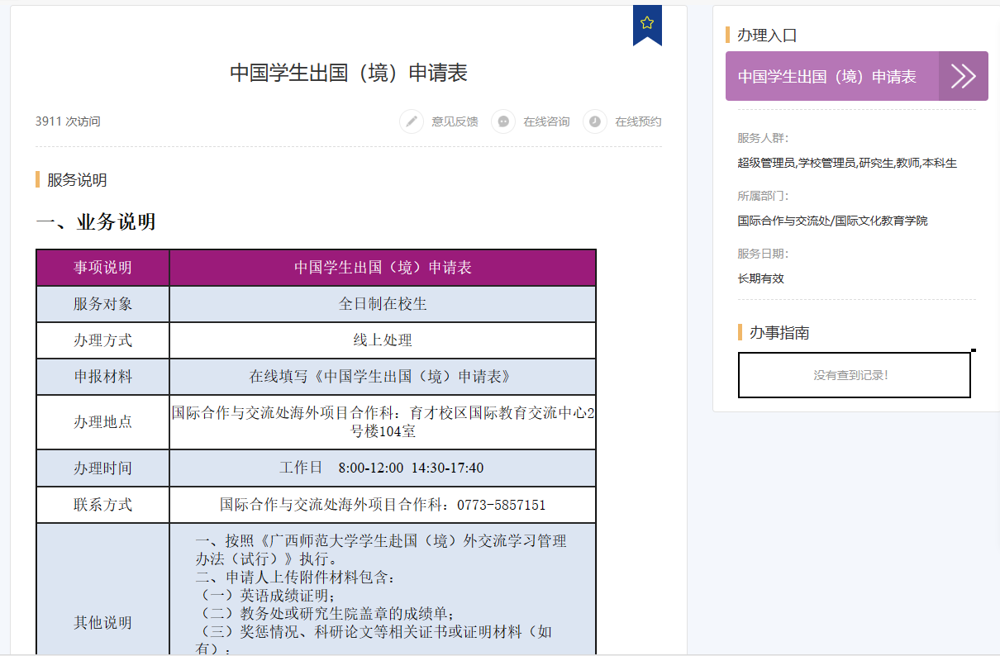 中国学生出国（境）申请表
3911 次访问
意见反馈
在线咨询
在线预约
服务说明
一、业务说明
事项说明 中国学生出国（境）申请表
服务对象 全日制在校生
办理方式 线上处理
申报材料 在线填写《中国学生出国（境）申请表》
办理地点 国际合作与交流处海外项目合作科：育才校区国际教育交流中心2
号楼104室
办理时间 工作日 8:00-12:00 14:30-17:40
联系方式 国际合作与交流处海外项目合作科：0773-5857151
其他说明
一、按照《广西师范大学学生赴国（境）外交流学习管理
办法（试行）》执行。
二、申请人上传附件材料包含：
（一）英语成绩证明；
（二）教务处或研究生院盖章的成绩单；
（三）奖惩情况、科研论文等相关证书或证明材料（如
有）；
办理入口
中国学生出国（境）申请表
服务人群：
超级管理员,学校管理员,研究生,教师,本科生
所属部门：
国际合作与交流处/国际文化教育学院
服务日期：
长期有效
办事指南
没有查到记录！